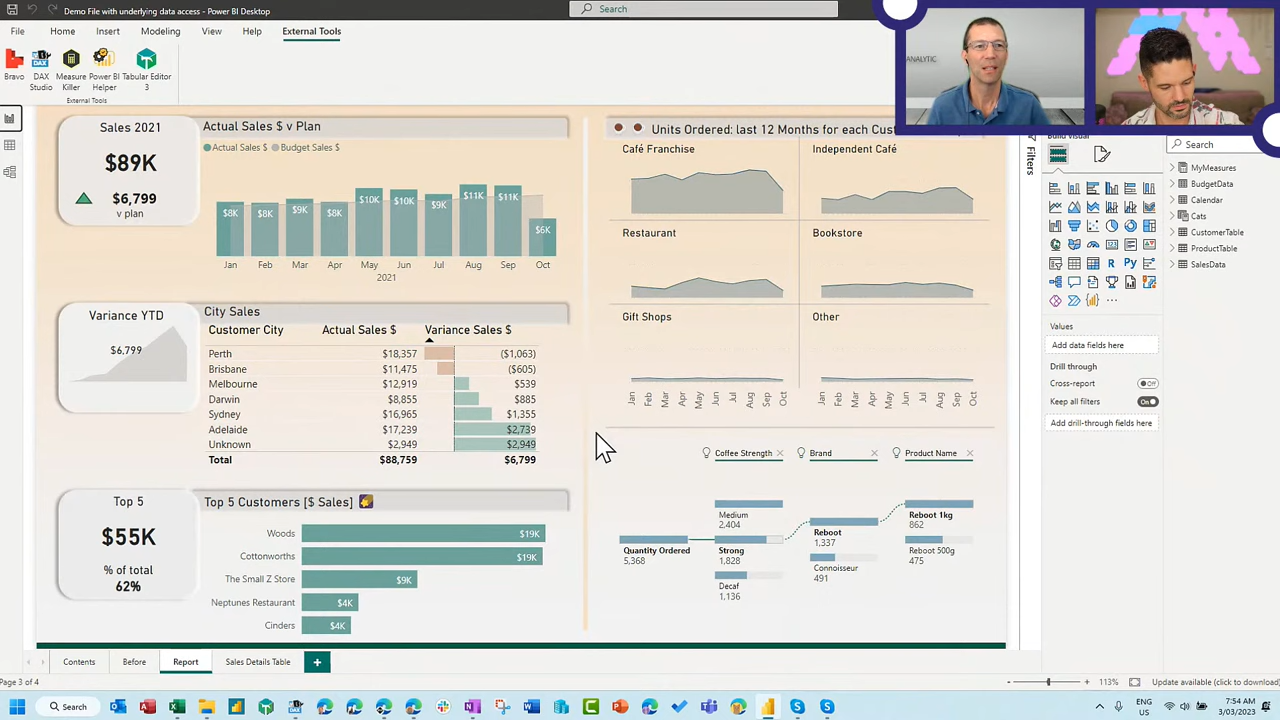 Demo File with underlying data access - Power BI Desktop
Search
File Home Insert Modeling View Help External Tools
Bravo
DAX Studio
Measure Killer
Power BI Helper
Tabular Editor 3
External Tools
ANALYTIC
Sales 2021
$89K
$6,799
v plan
Actual Sales $ v Plan
Actual Sales $ Budget Sales $
$8K $8K $9K $8K $10K $10K $9K $11K $11K $6K
Jan Feb Mar Apr May Jun Jul Aug Sep Oct
2021
Variance YTD
$6,799
City Sales
Customer City Actual Sales $ Variance Sales $
Perth $18,357 ($1,063)
Brisbane $11,475 ($605)
Melbourne $12,919 $539
Darwin $8,855 $885
Sydney $16,965 $1,355
Adelaide $17,239 $2,739
Unknown $2,949 $2,949
Total $88,759 $6,799
Top 5
$55K
% of total
62%
Top 5 Customers [$ Sales]
Woods $19K
Cottonworths $19K
The Small Z Store $9K
Neptunes Restaurant $4K
Cinders $4K
Units Ordered: last 12 Months for each Cust
Café Franchise Independent Café
Restaurant Bookstore
Gift Shops Other
Jan Feb Mar Apr May Jun Jul Aug Sep Oct
Jan Feb Mar Apr May Jun Jul Aug Sep Oct
Coffee Strength Brand Product Name
Quantity Ordered
5,368
Medium
2,404
Strong
1,828
Decaf
1,136
Reboot
1,337
Connoisseur
491
Reboot 1kg
862
Reboot 500g
475
Filters
Build visual
Values
Add data fields here
Drill through
Cross-report Off
Keep all filters On
Add drill-through fields here
Search
MyMeasures
BudgetData
Calendar
Cats
CustomerTable
ProductTable
SalesData
Contents Before Report Sales Details Table
Page 3 of 4
113%
Update available (click to download)
Search
ENG
US
7:54 AM
3/03/2023